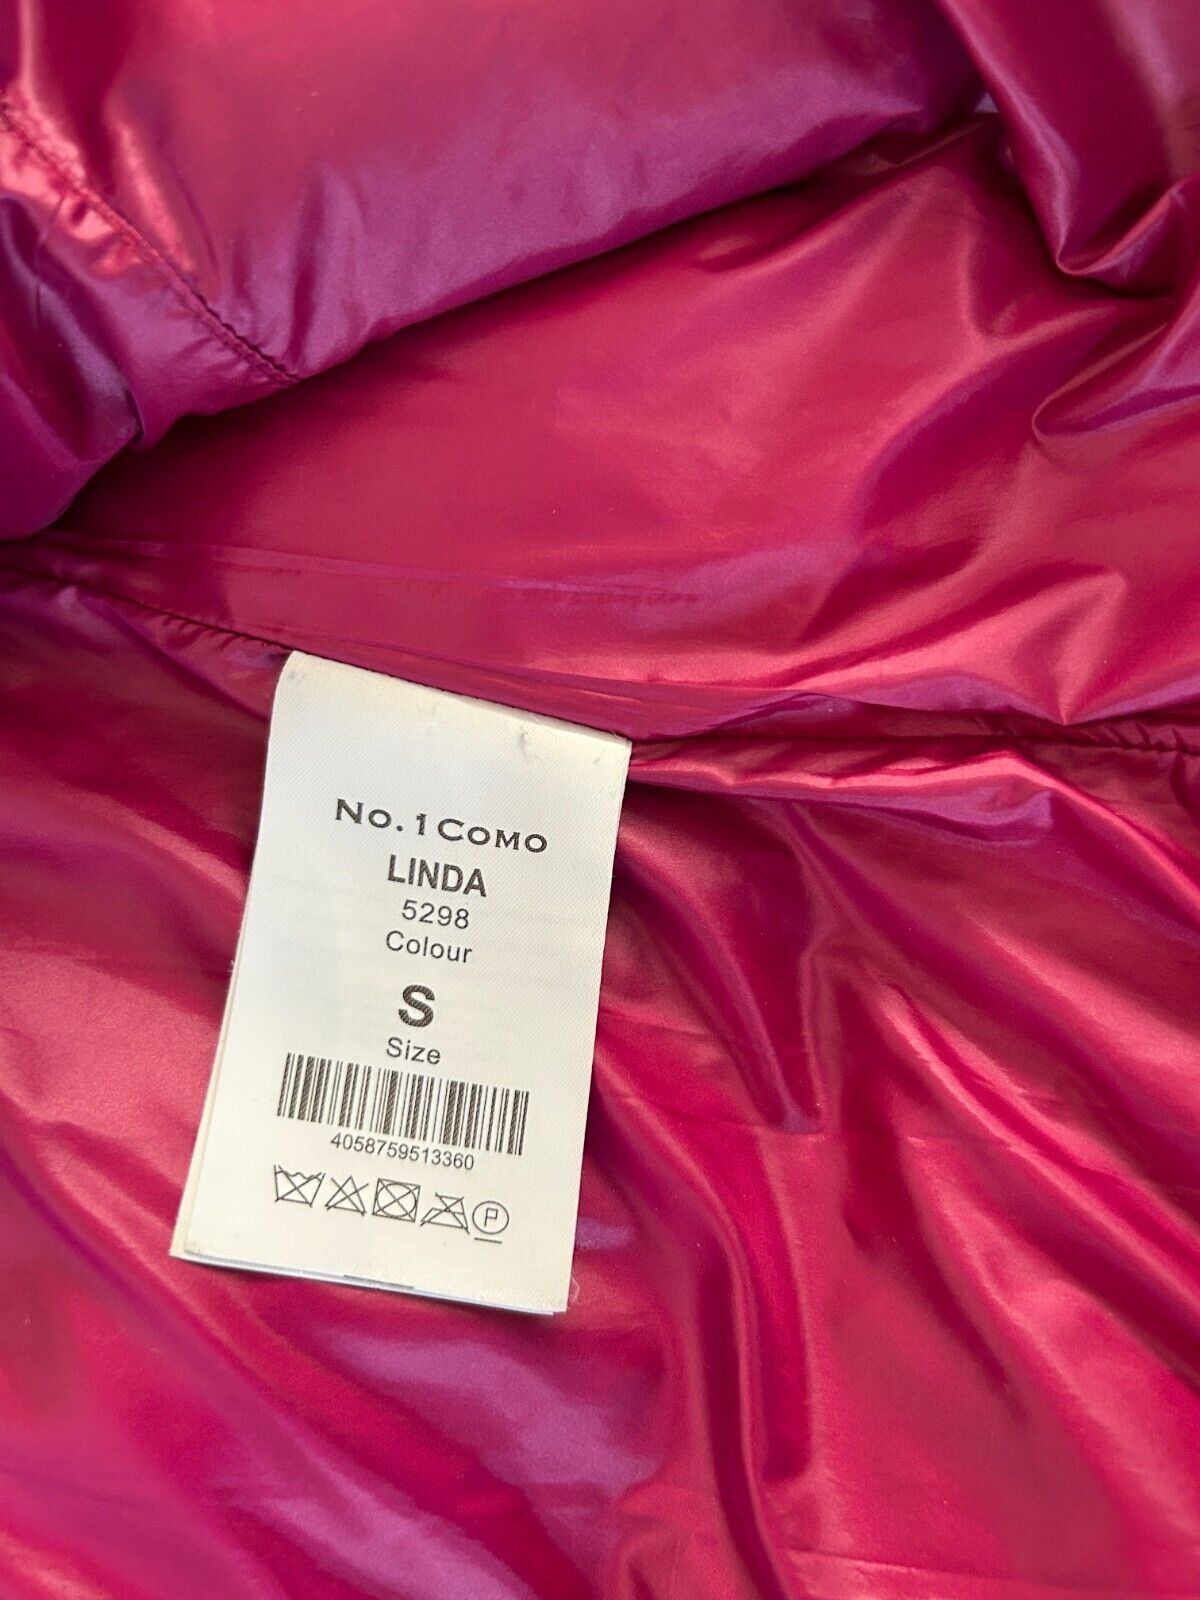 No. 1 Como
LINDA
5298
Colour
S
Size
4058759513360
P